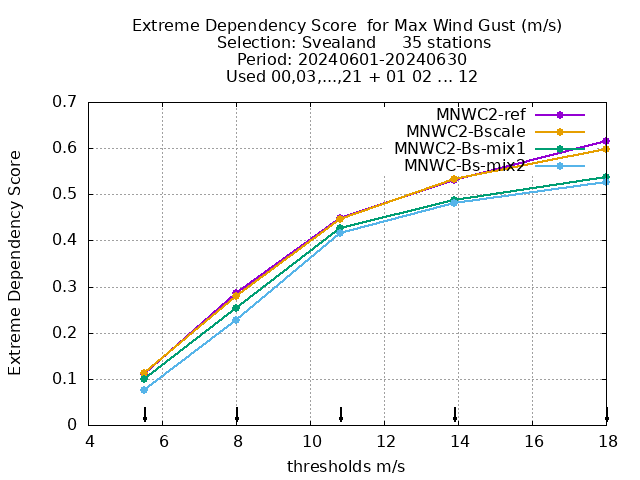 Extreme Dependency Score  for Max Wind Gust (m/s)
Selection: Svealand     35 stations
Period: 20240601-20240630
Used 00,03,...,21 + 01 02 ... 12
MNWC2-ref
MNWC2-Bscale
MNWC2-Bs-mix1
MNWC-Bs-mix2
Extreme Dependency Score
0.7
0.6
0.5
0.4
0.3
0.2
0.1
0
4 6 8 10 12 14 16 18
thresholds m/s